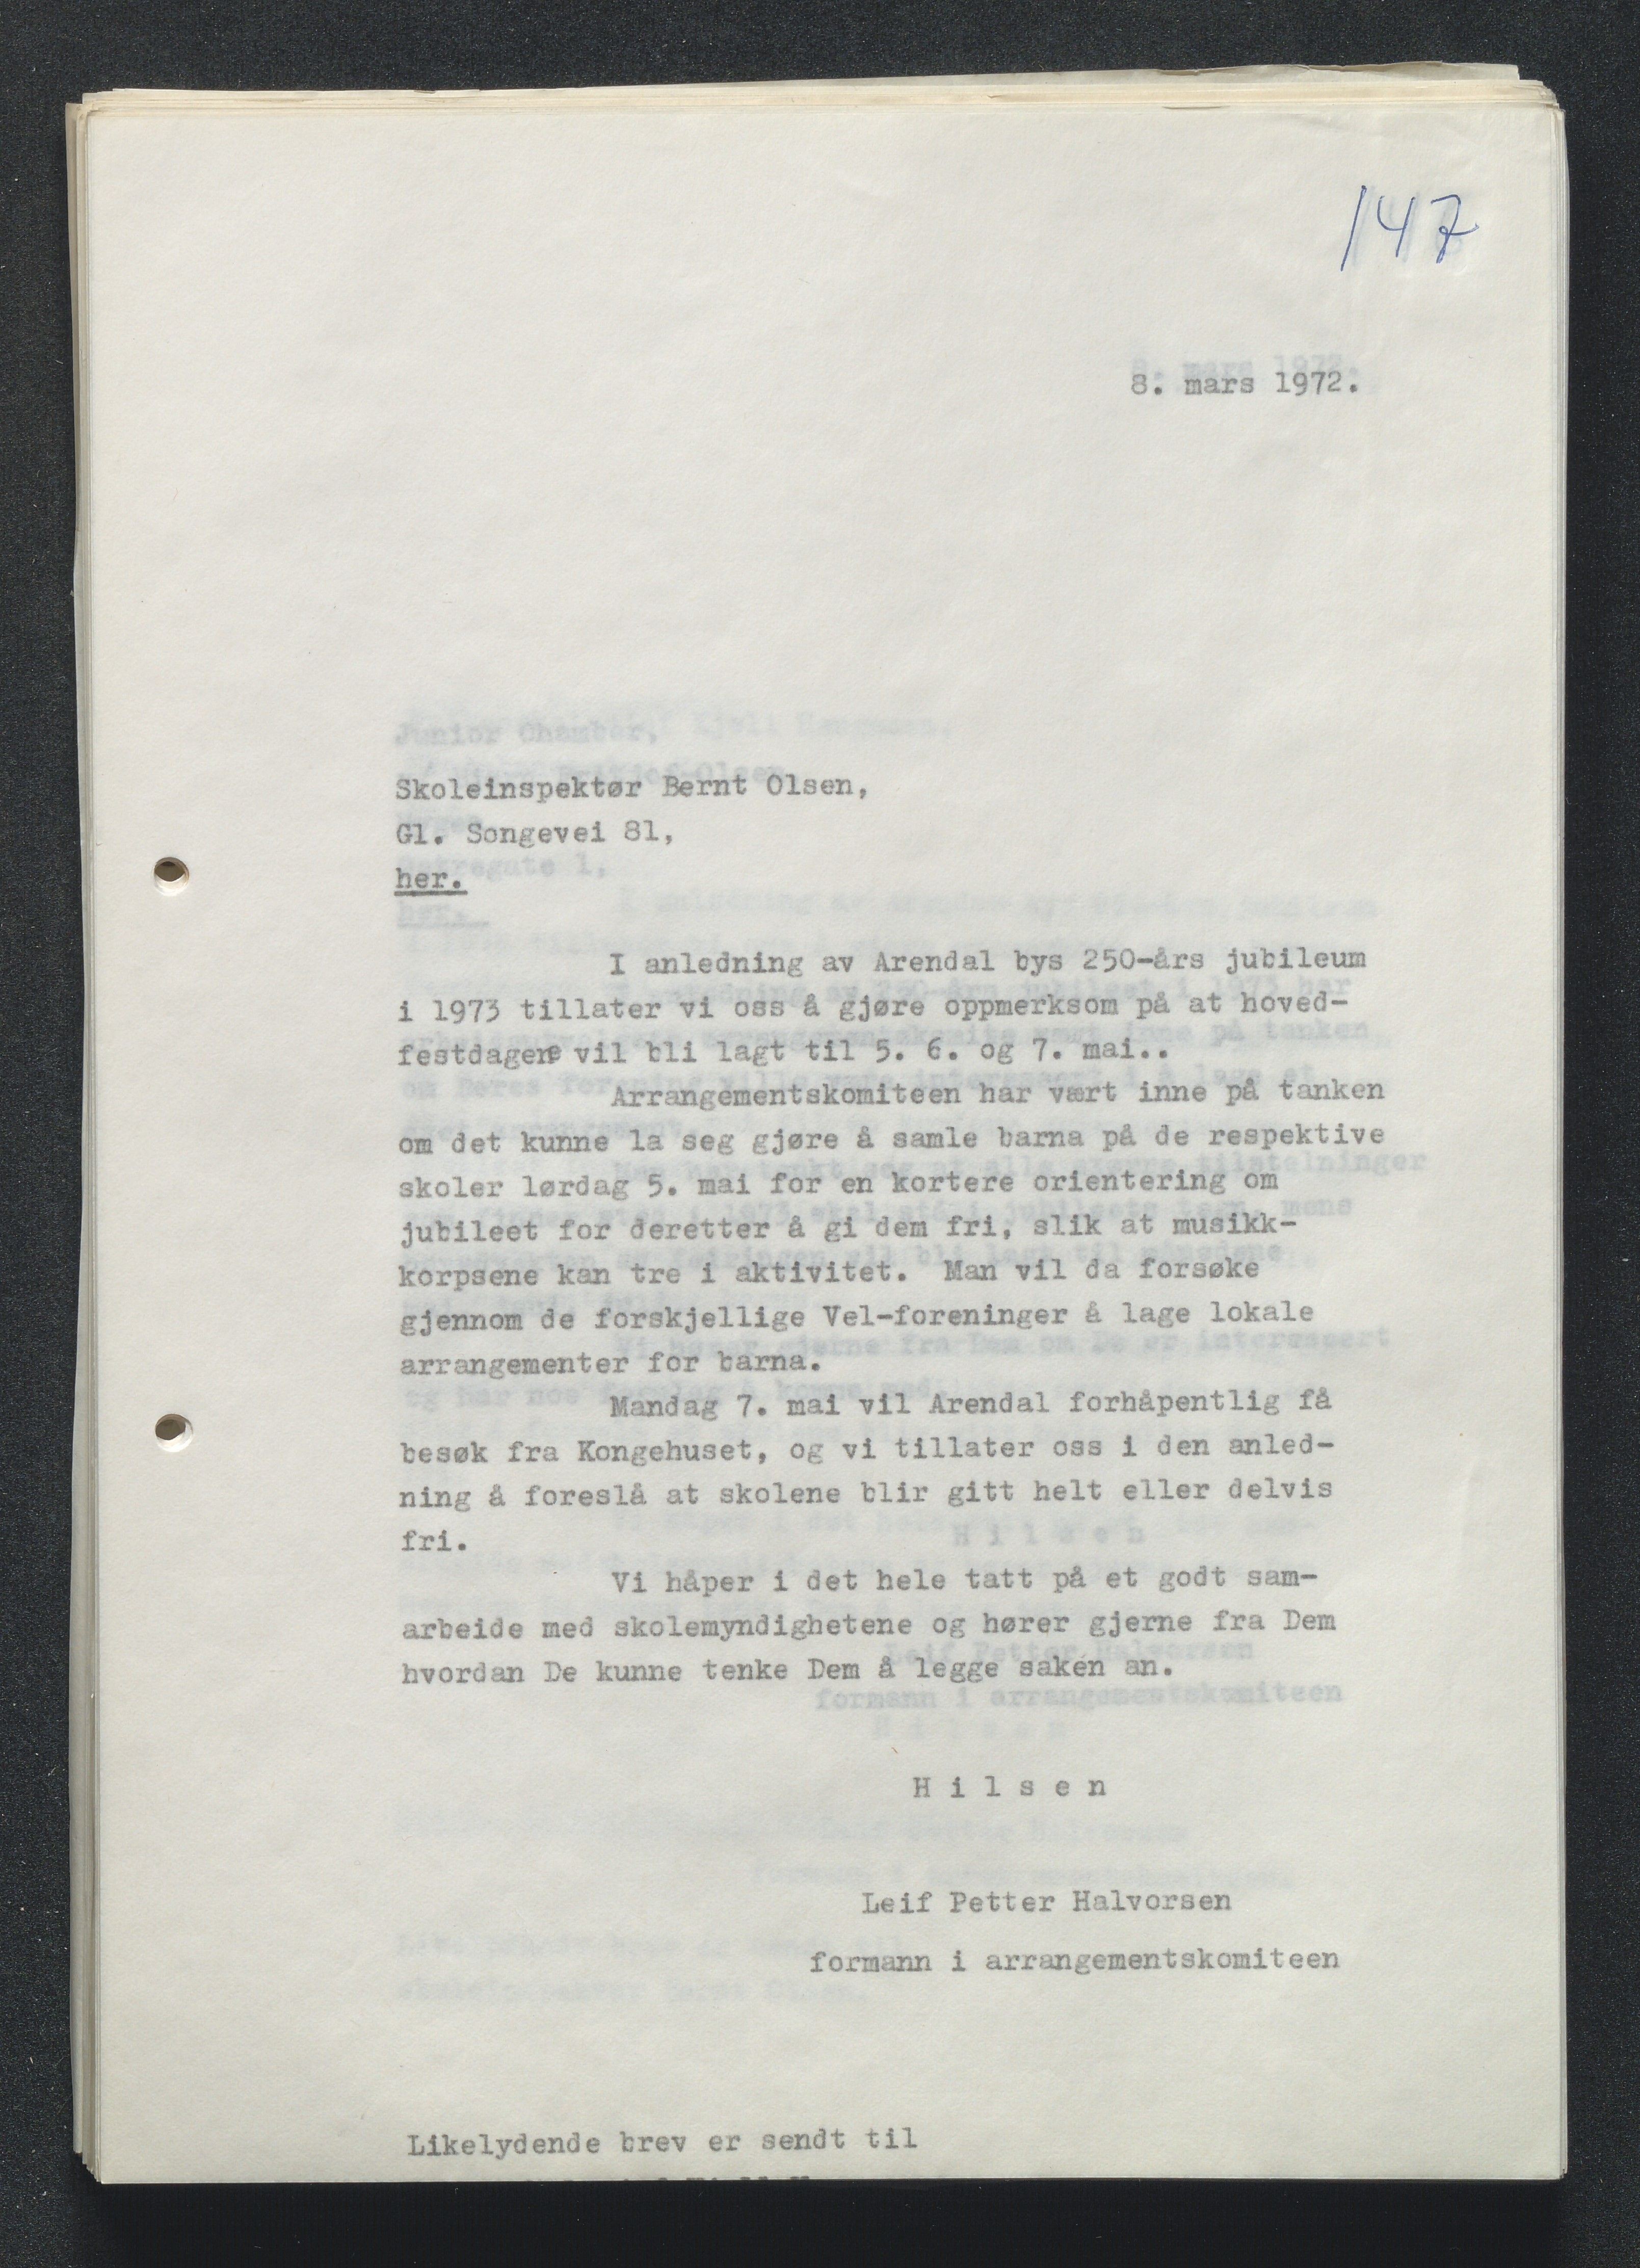 147
8. mars 1972.
Skoleinspektør Bernt Olsen,
Gl. Songevei 81,
her.
I anledning av Arendal bys 250-års jubileum
i 1973 tillater vi oss å gjøre oppmerksom på at hoved-
festdagene vil bli lagt til 5. 6. og 7. mai..
Arrangementskomiteen har vært inne på tanken
om det kunne la seg gjøre å samle barna på de respektive
skoler lørdag 5. mai for en kortere orientering om
jubileet for deretter å gi dem fri, slik at musikk-
korpsene kan tre i aktivitet. Man vil da forsøke
gjennom de forskjellige Vel-foreninger å lage lokale
arrangementer for barna.
Mandag 7. mai vil Arendal forhåpentlig få
besøk fra Kongehuset, og vi tillater oss i den anled-
ning å foreslå at skolene blir gitt helt eller delvis
fri.
Vi håper i det hele tatt på et godt sam-
arbeide med skolemyndighetene og hører gjerne fra Dem
hvordan De kunne tenke Dem å legge saken an.
H i l s e n
Leif Petter Halvorsen
formann i arrangementskomiteen
Likelydende brev er sendt til